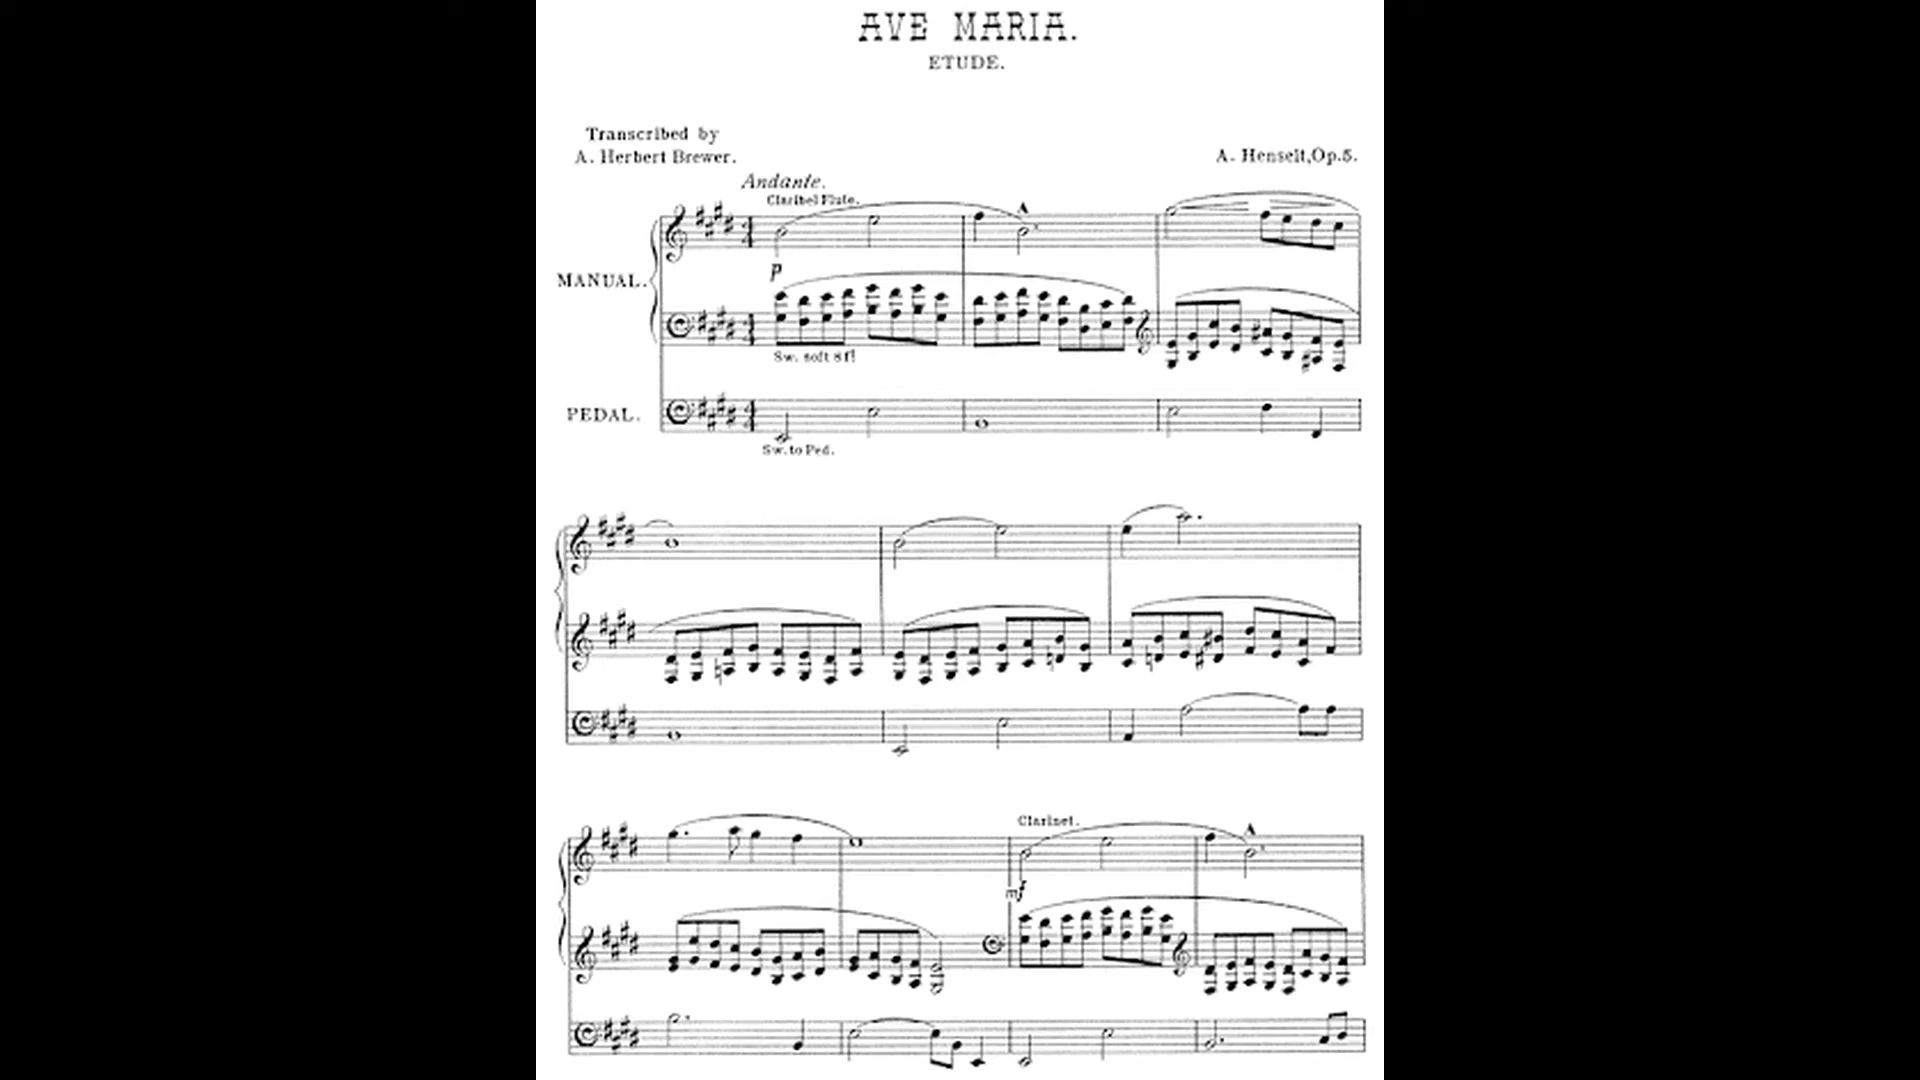 AVE MARIA.
ETUDE.
Transcribed by
A. Herbert Brewer.
A. Henselt, Op.5.
Andante.
Claribel Flute.
MANUAL.
p
Sw. soft 8 ft
PEDAL.
Sw. to Ped.
Clarinet.
mf